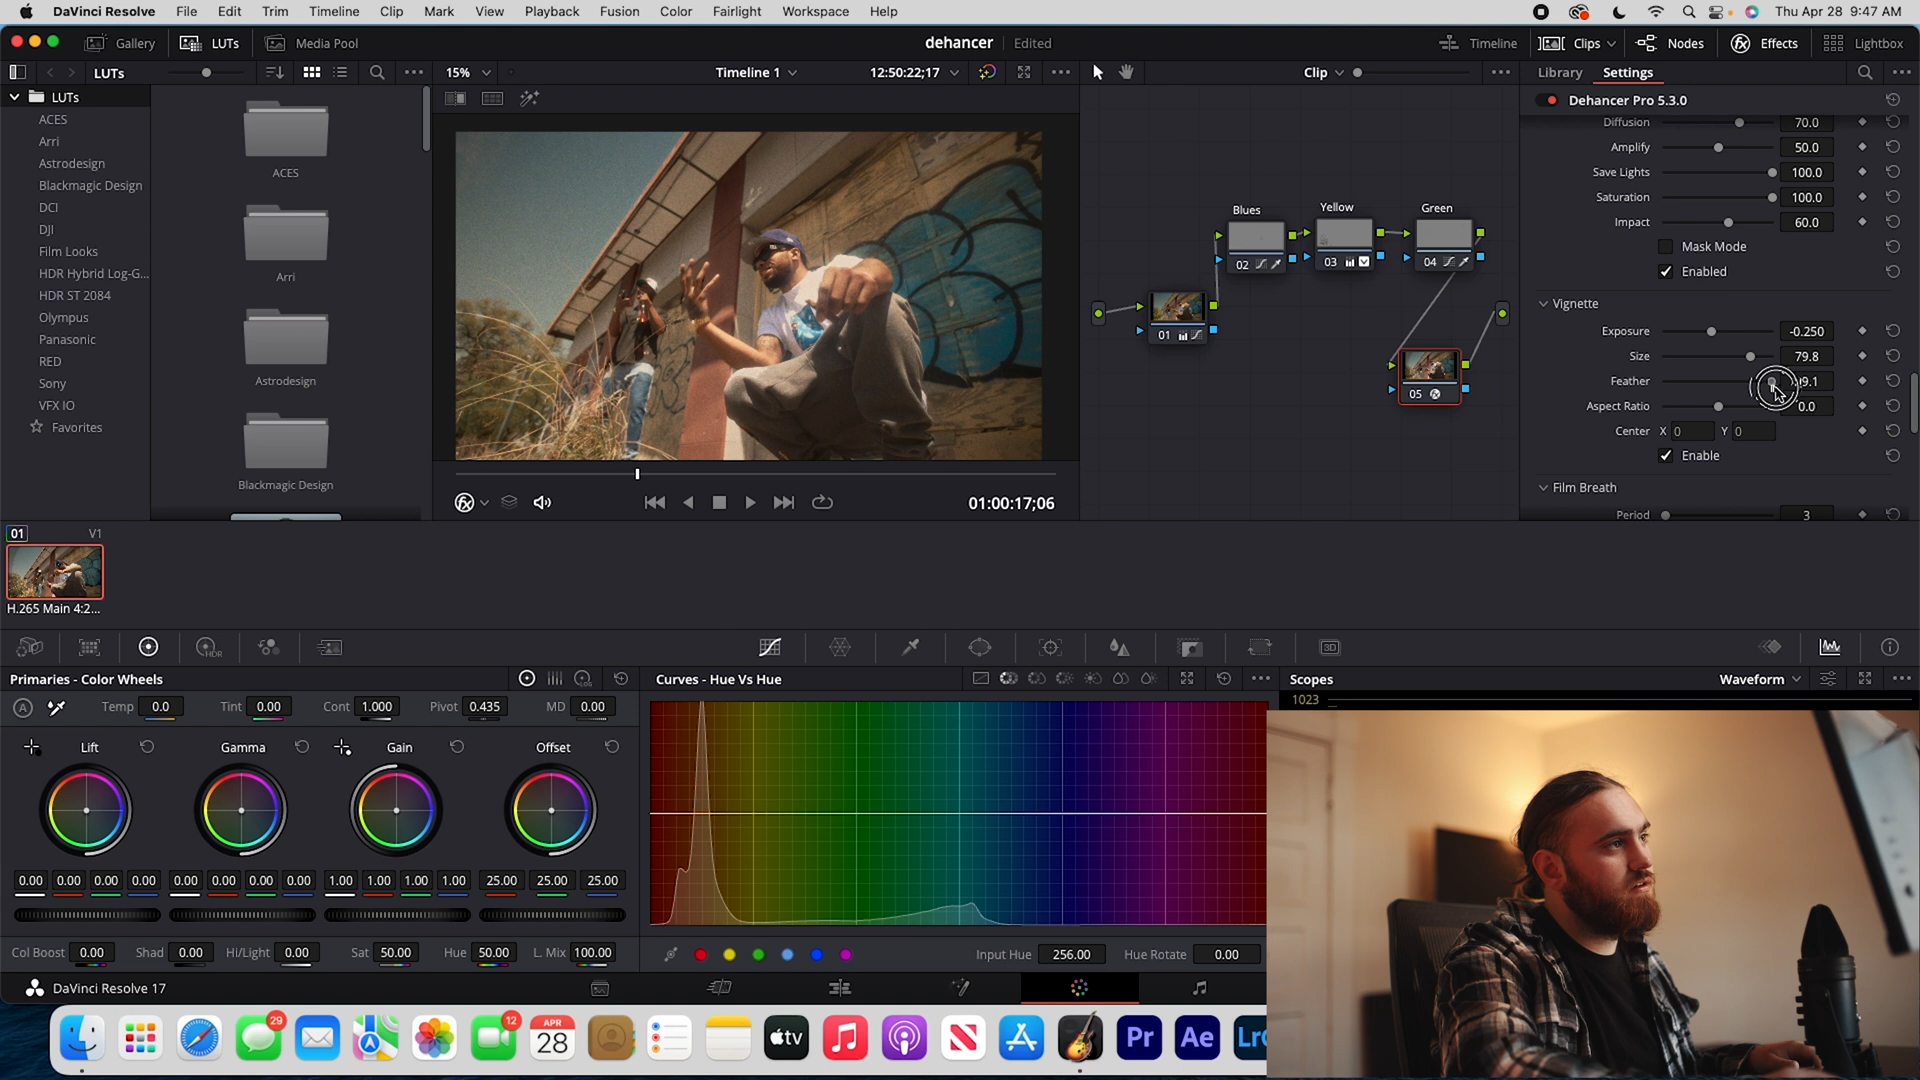 DaVinci Resolve File Edit Trim Timeline Clip Mark View Playback Fusion Color Fairlight Workspace Help Thu Apr 28 9:47 AM
Gallery LUTs Media Pool dehancer Edited Timeline Clips Nodes Effects Lightbox
LUTs 15% Timeline 1 12:50:22;17 Clip Library Settings
LUTs
ACES
Arri
Astrodesign
Blackmagic Design
DCI
DJI
Film Looks
HDR Hybrid Log-G...
HDR ST 2084
Olympus
Panasonic
RED
Sony
VFX IO
Favorites
ACES
Arri
Astrodesign
Blackmagic Design
01:00:17;06
Blues
Yellow
Green
02
03
04
01
05
Dehancer Pro 5.3.0
Diffusion 70.0
Amplify 50.0
Save Lights 100.0
Saturation 100.0
Impact 60.0
Mask Mode
Enabled
Vignette
Exposure -0.250
Size 79.8
Feather
Aspect Ratio 0.0
Center X 0 Y 0
Enable
Film Breath
Period 3
01 V1
H.265 Main 4:2...
HDR
3D
Primaries - Color Wheels
LOG
Curves - Hue Vs Hue
Scopes Waveform
1023
A Temp 0.0 Tint 0.00 Cont 1.000 Pivot 0.435 MD 0.00
Lift Gamma Gain Offset
0.00 0.00 0.00 0.00 0.00 0.00 0.00 0.00 1.00 1.00 1.00 1.00 25.00 25.00 25.00
Col Boost 0.00 Shad 0.00 Hi/Light 0.00 Sat 50.00 Hue 50.00 L. Mix 100.00
Input Hue 256.00 Hue Rotate 0.00
DaVinci Resolve 17
29
12
APR
28
tv
Pr
Ae
Lr